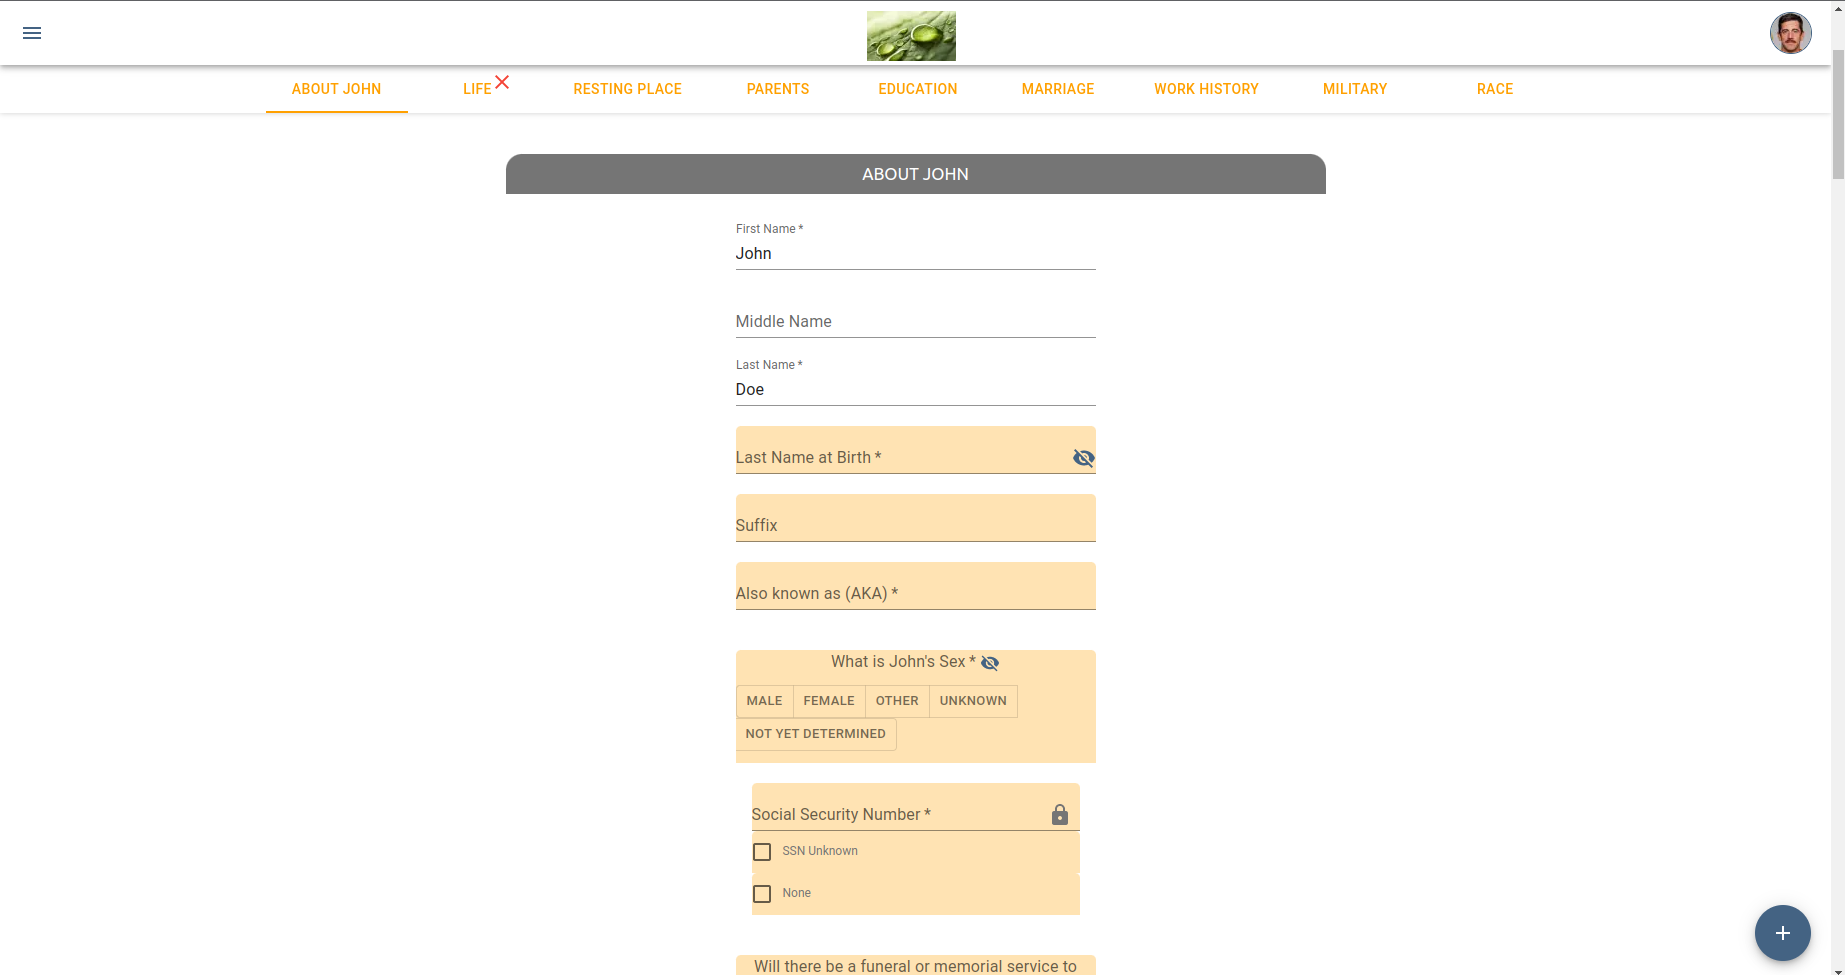 ABOUT JOHN
LIFE
RESTING PLACE
PARENTS
EDUCATION
MARRIAGE
WORK HISTORY
MILITARY
RACE
ABOUT JOHN
First Name *
John
Middle Name
Last Name *
Doe
Last Name at Birth *
Suffix
Also known as (AKA) *
What is John's Sex *
MALE
FEMALE
OTHER
UNKNOWN
NOT YET DETERMINED
Social Security Number *
SSN Unknown
None
Will there be a funeral or memorial service to